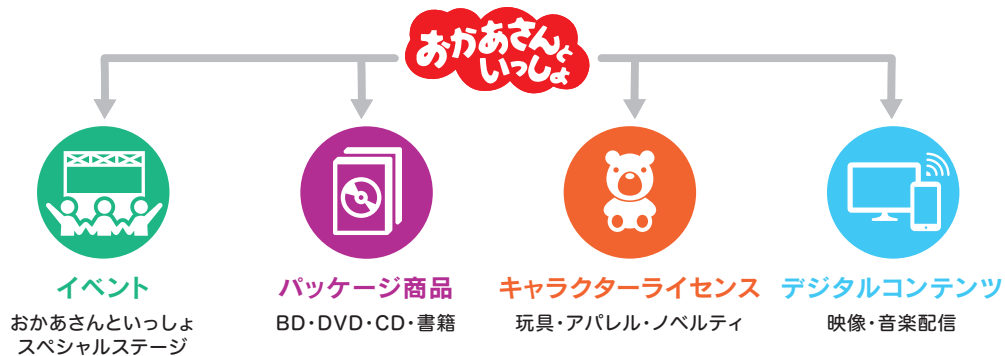 おかあさんと
いっしょ
イベント
おかあさんといっしょ
スペシャルステージ
パッケージ商品
BD・DVD・CD・書籍
キャラクターライセンス
玩具・アパレル・ノベルティ
デジタルコンテンツ
映像・音楽配信